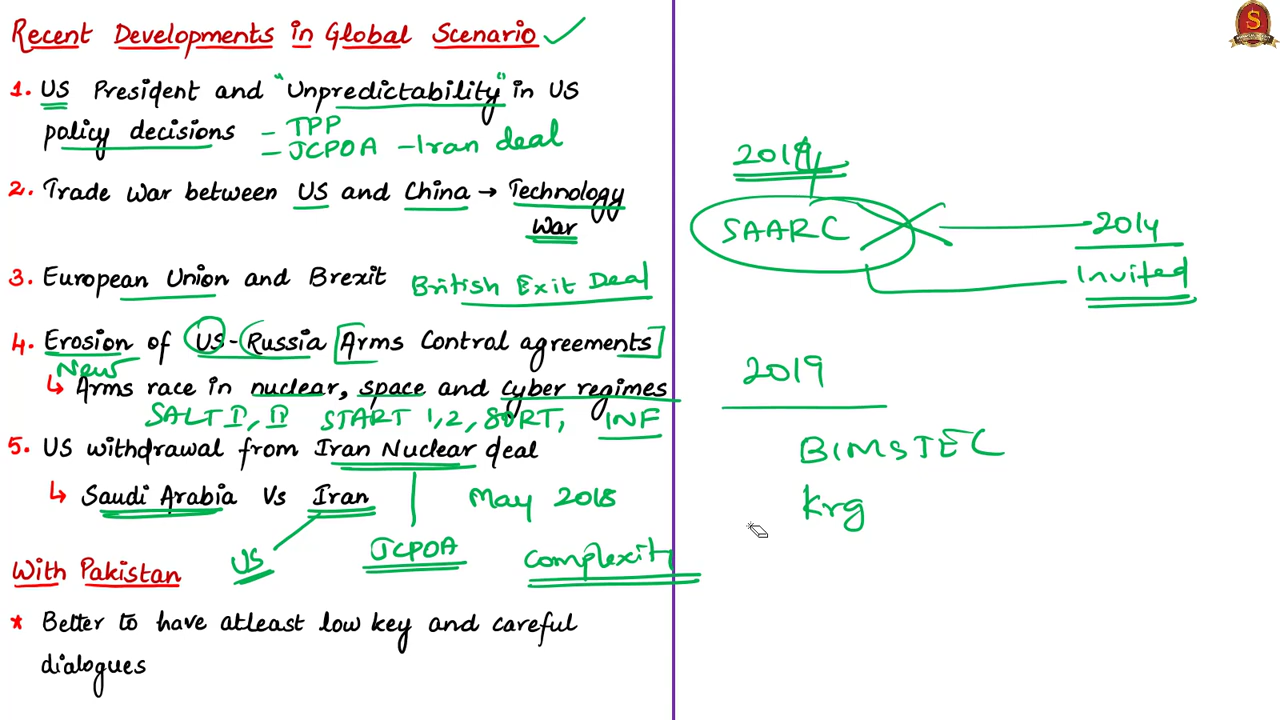 Recent Developments in Global Scenario
1. US President and "Unpredictability" in US
policy decisions - TPP
- JCPOA - Iran deal
2. Trade war between US and China → Technology
War
3. European Union and Brexit British Exit Deal
4. Erosion of US-Russia [Arms Control agreements]
New
↳ Arms race in nuclear, space and cyber regimes
SALT I, II START 1,2, SORT, INF
5. US withdrawal from Iran Nuclear deal
↳ Saudi Arabia Vs Iran May 2018
US JCPOA complexity
With Pakistan
* Better to have atleast low key and careful
dialogues
2019
SAARC 2014
Invited
2019
BIMSTEC
Krg
S